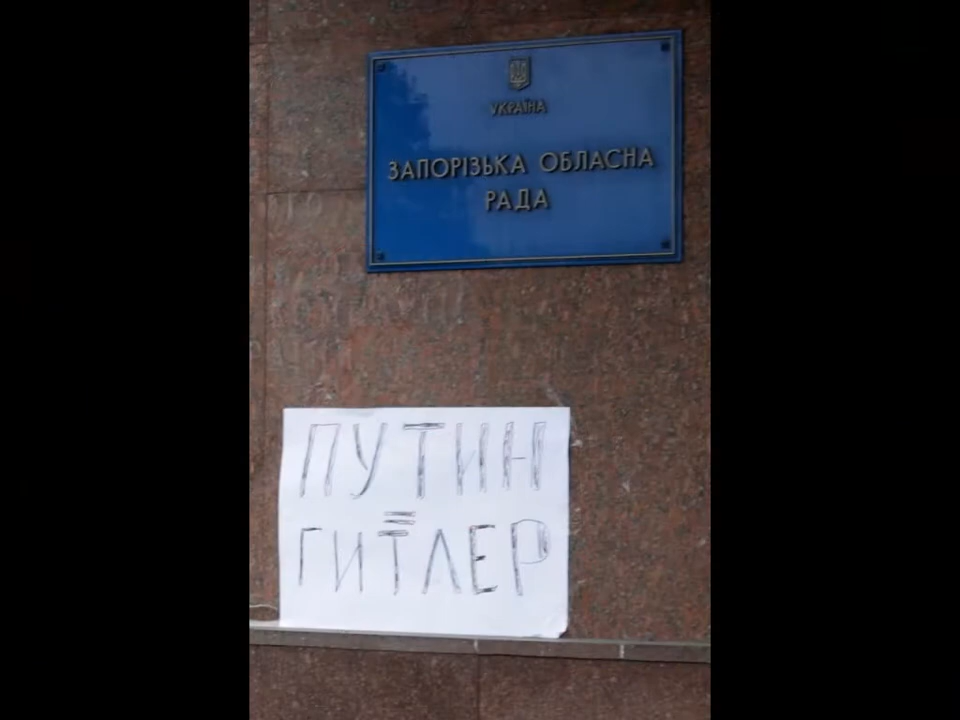 УКРАЇНА
ЗАПОРІЗЬКА ОБЛАСНА
РАДА
ПУТИН
=
ГИТЛЕР